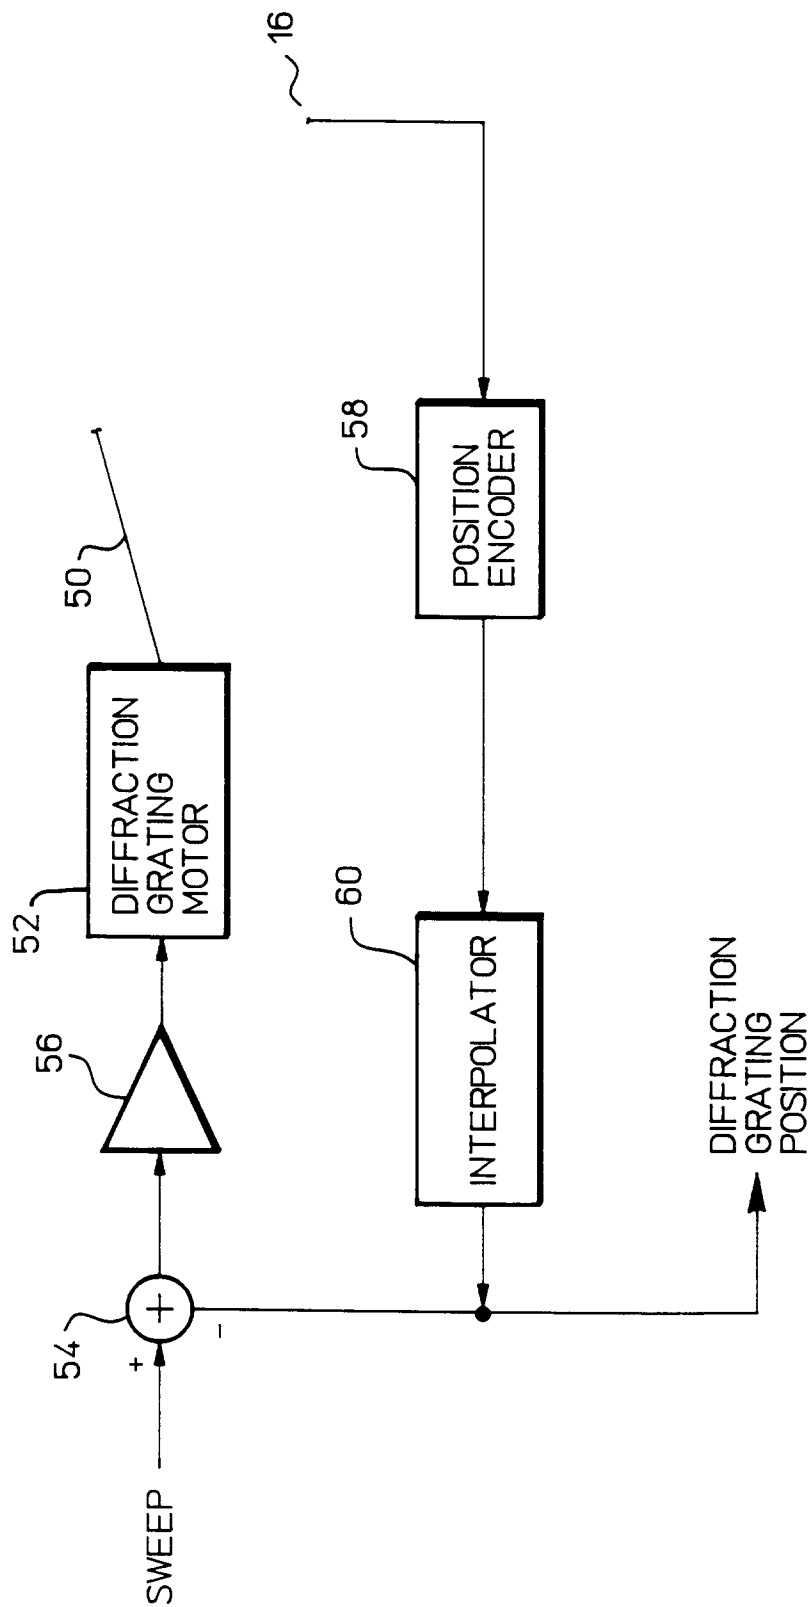 SWEEP
+
-
54
+
56
52
DIFFRACTION
GRATING
MOTOR
50
16
58
POSITION
ENCODER
60
INTERPOLATOR
DIFFRACTION
GRATING
POSITION